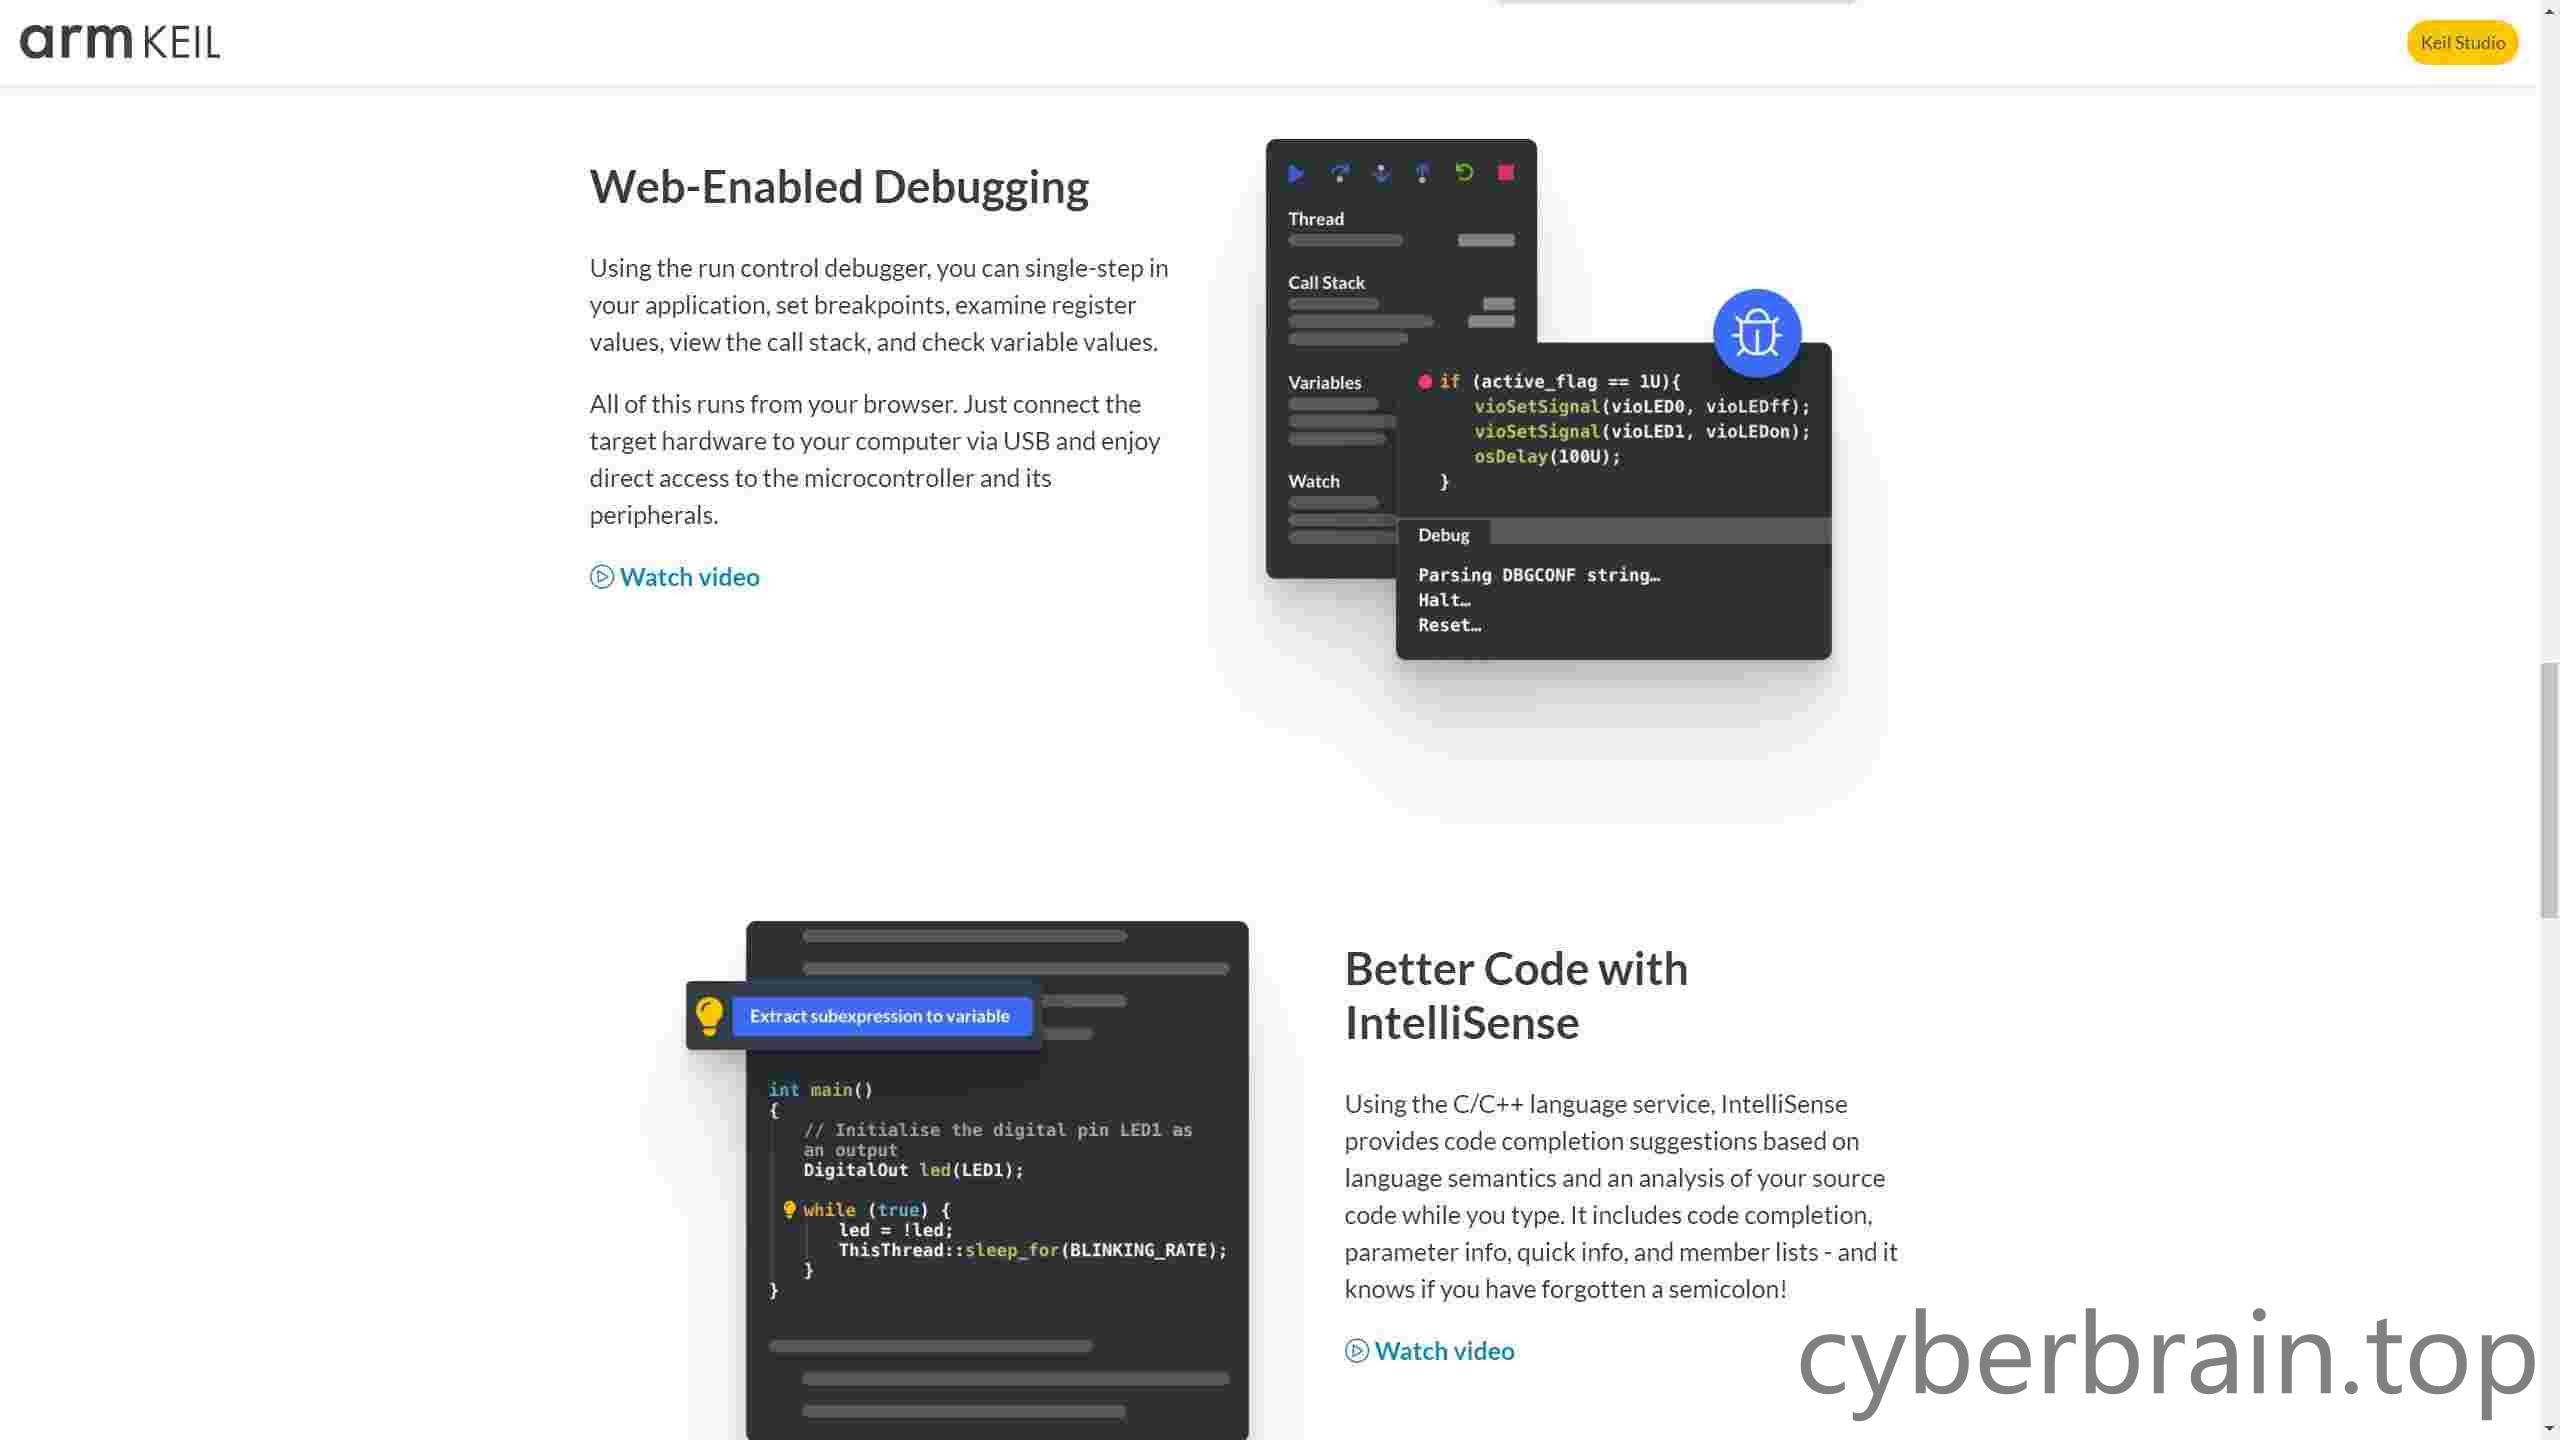 arm KEIL
Keil Studio
Web-Enabled Debugging
Using the run control debugger, you can single-step in
your application, set breakpoints, examine register
values, view the call stack, and check variable values.
All of this runs from your browser. Just connect the
target hardware to your computer via USB and enjoy
direct access to the microcontroller and its
peripherals.
Watch video
Thread
Call Stack
Variables
Watch
if (active_flag == 1U){
vioSetSignal(vioLED0, vioLEDff);
vioSetSignal(vioLED1, vioLEDon);
osDelay(100U);
}
Debug
Parsing DBGCONF string…
Halt…
Reset…
Extract subexpression to variable
int main()
{
// Initialise the digital pin LED1 as
an output
DigitalOut led(LED1);
while (true) {
led = !led;
ThisThread::sleep_for(BLINKING_RATE);
}
}
Better Code with
IntelliSense
Using the C/C++ language service, IntelliSense
provides code completion suggestions based on
language semantics and an analysis of your source
code while you type. It includes code completion,
parameter info, quick info, and member lists - and it
knows if you have forgotten a semicolon!
Watch video
cyberbrain.top